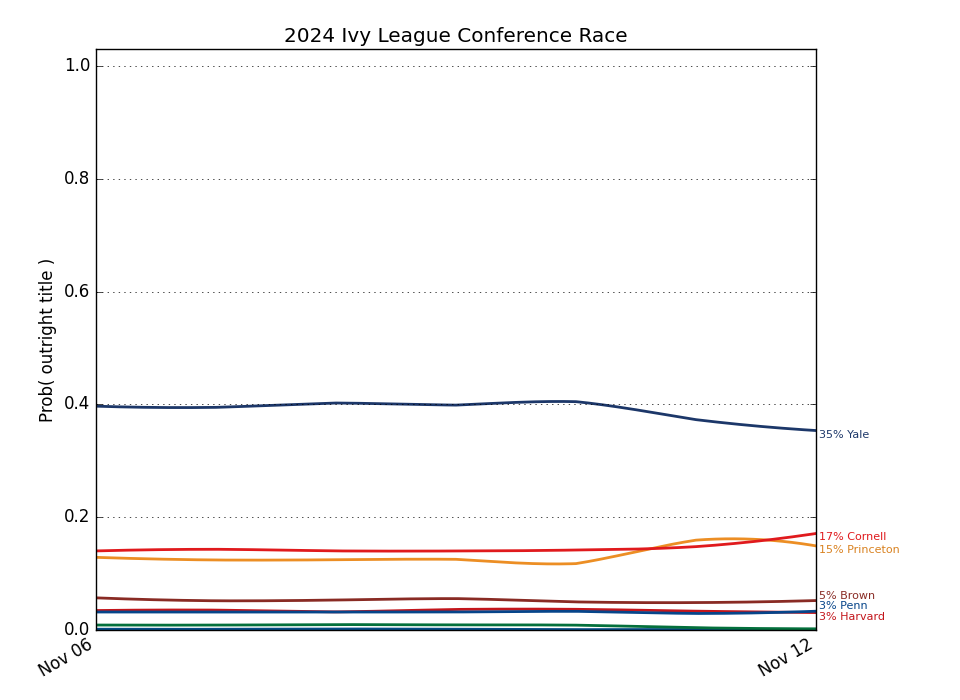 2024 Ivy League Conference Race
Prob( outright title )
1.0
0.8
0.6
0.4
0.2
0.0
35% Yale
17% Cornell
15% Princeton
5% Brown
3% Penn
3% Harvard
Nov 06
Nov 12